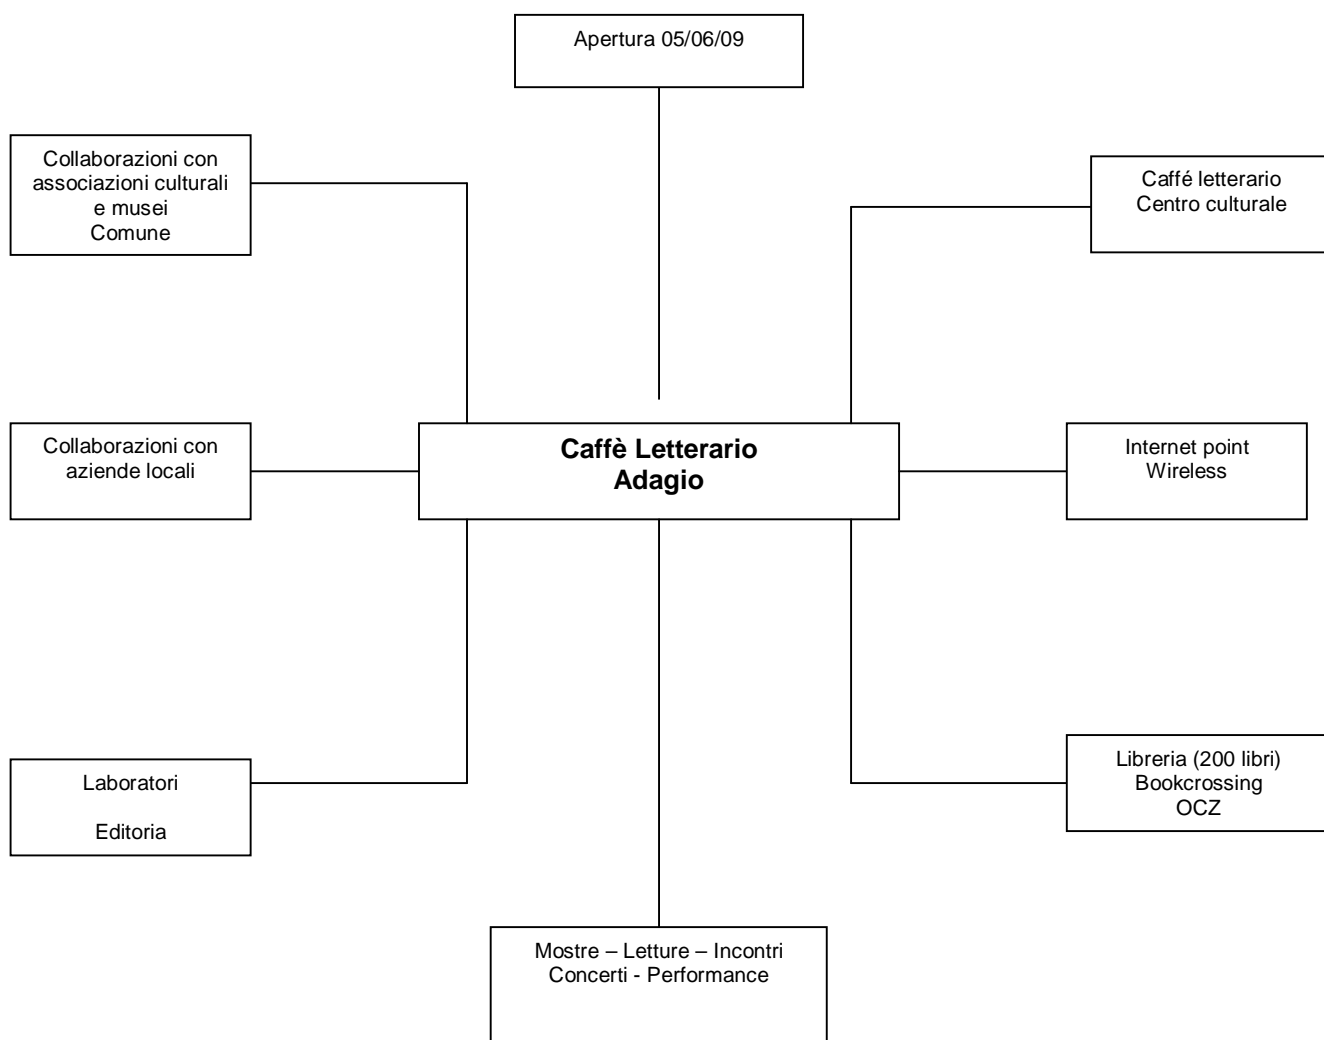 Apertura 05/06/09
Collaborazioni con
associazioni culturali
e musei
Comune
Caffé letterario
Centro culturale
Collaborazioni con
aziende locali
Caffè Letterario
Adagio
Internet point
Wireless
Laboratori
Editoria
Libreria (200 libri)
Bookcrossing
OCZ
Mostre – Letture – Incontri
Concerti - Performance